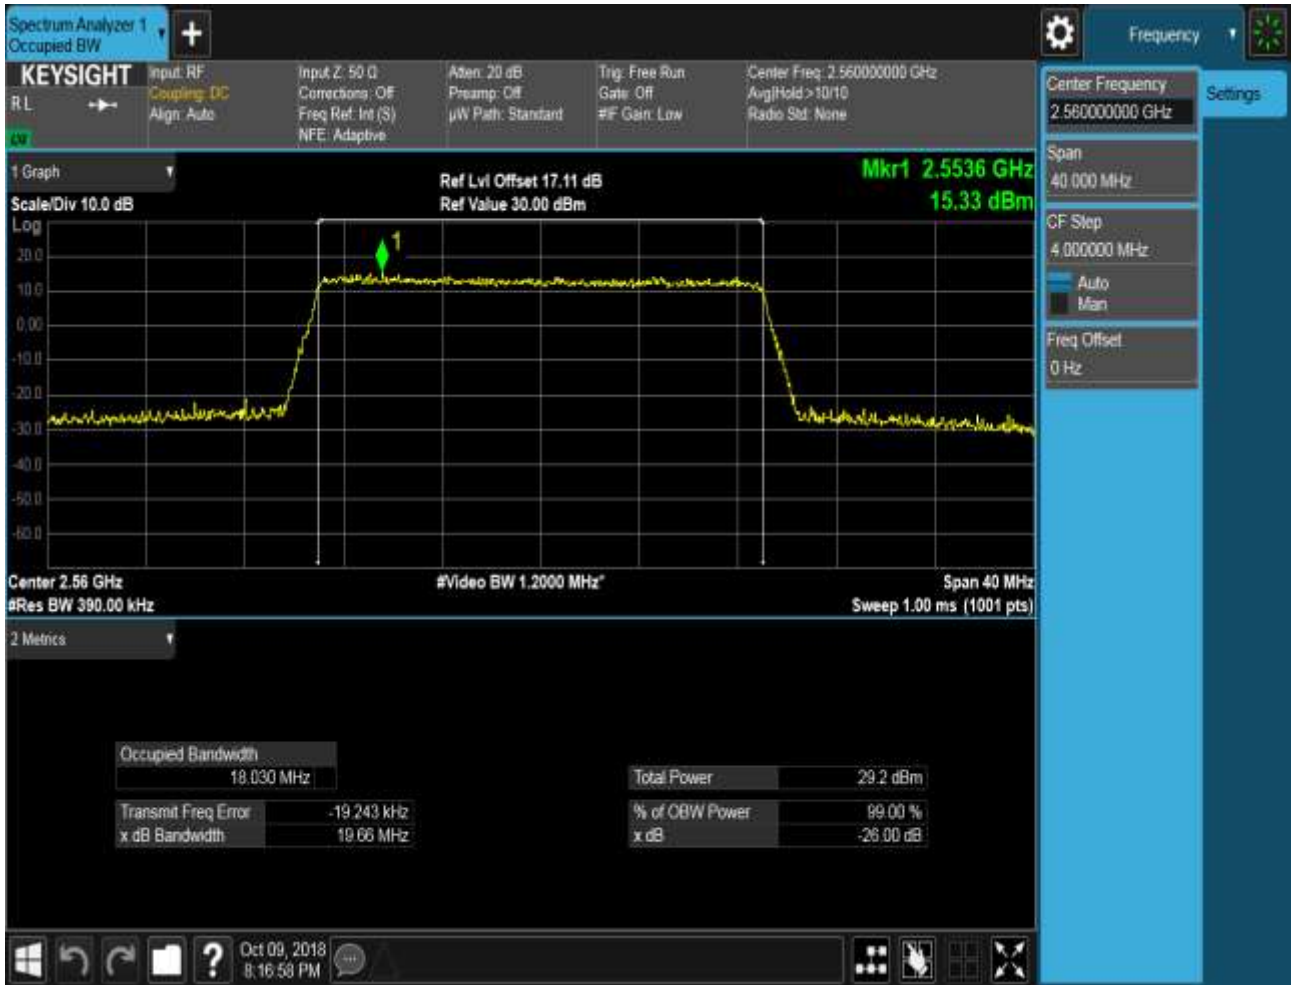 Spectrum Analyzer 1
Occupied BW
Frequency
KEYSIGHT
R L
Input: RF
Coupling: DC
Align: Auto
Input Z: 50 Ω
Corrections: Off
Freq Ref: Int (S)
NFE: Adaptive
Atten: 20 dB
Preamp: Off
µW Path: Standard
Trig: Free Run
Gate: Off
#IF Gain: Low
Center Freq: 2.560000000 GHz
Avg|Hold:>10/10
Radio Std: None
Center Frequency
2.560000000 GHz
Settings
Span
40.000 MHz
CF Step
4.000000 MHz
Auto
Man
Freq Offset
0 Hz
1 Graph
Scale/Div 10.0 dB
Ref Lvl Offset 17.11 dB
Ref Value 30.00 dBm
Mkr1 2.5536 GHz
15.33 dBm
Log
20.0
10.0
0.00
-10.0
-20.0
-30.0
-40.0
-50.0
-60.0
1
Center 2.56 GHz
#Res BW 390.00 kHz
#Video BW 1.2000 MHz*
Span 40 MHz
Sweep 1.00 ms (1001 pts)
2 Metrics
Occupied Bandwidth
18.030 MHz
Transmit Freq Error -19.243 kHz
x dB Bandwidth 19.66 MHz
Total Power 29.2 dBm
% of OBW Power 99.00 %
x dB -26.00 dB
?
Oct 09, 2018
8:16:58 PM